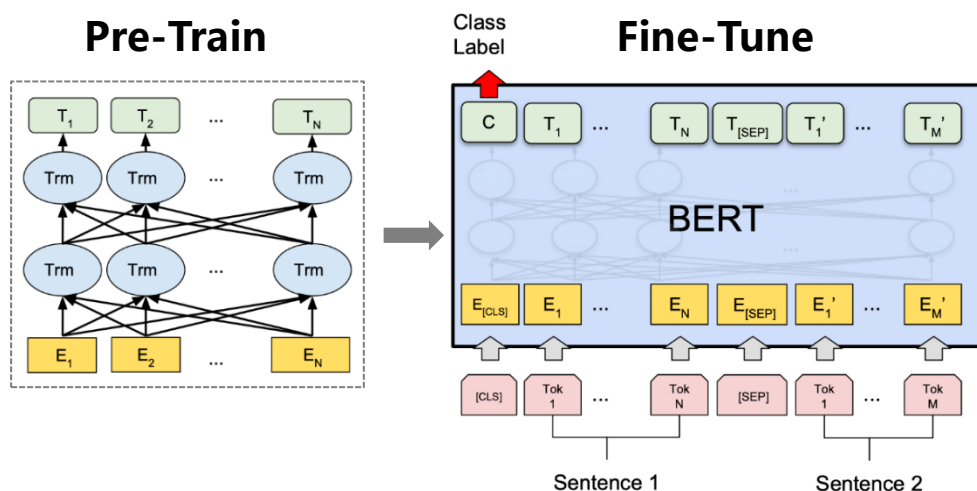 Pre-Train
T1 T2 ... TN
Trm Trm ... Trm
Trm Trm ... Trm
E1 E2 ... EN
Fine-Tune
Class
Label
C T1 ... TN T[SEP] T1' ... TM'
...
BERT
...
E[CLS] E1 ... EN E[SEP] E1' ... EM'
[CLS] Tok 1 ... Tok N [SEP] Tok 1 ... Tok M
Sentence 1 Sentence 2